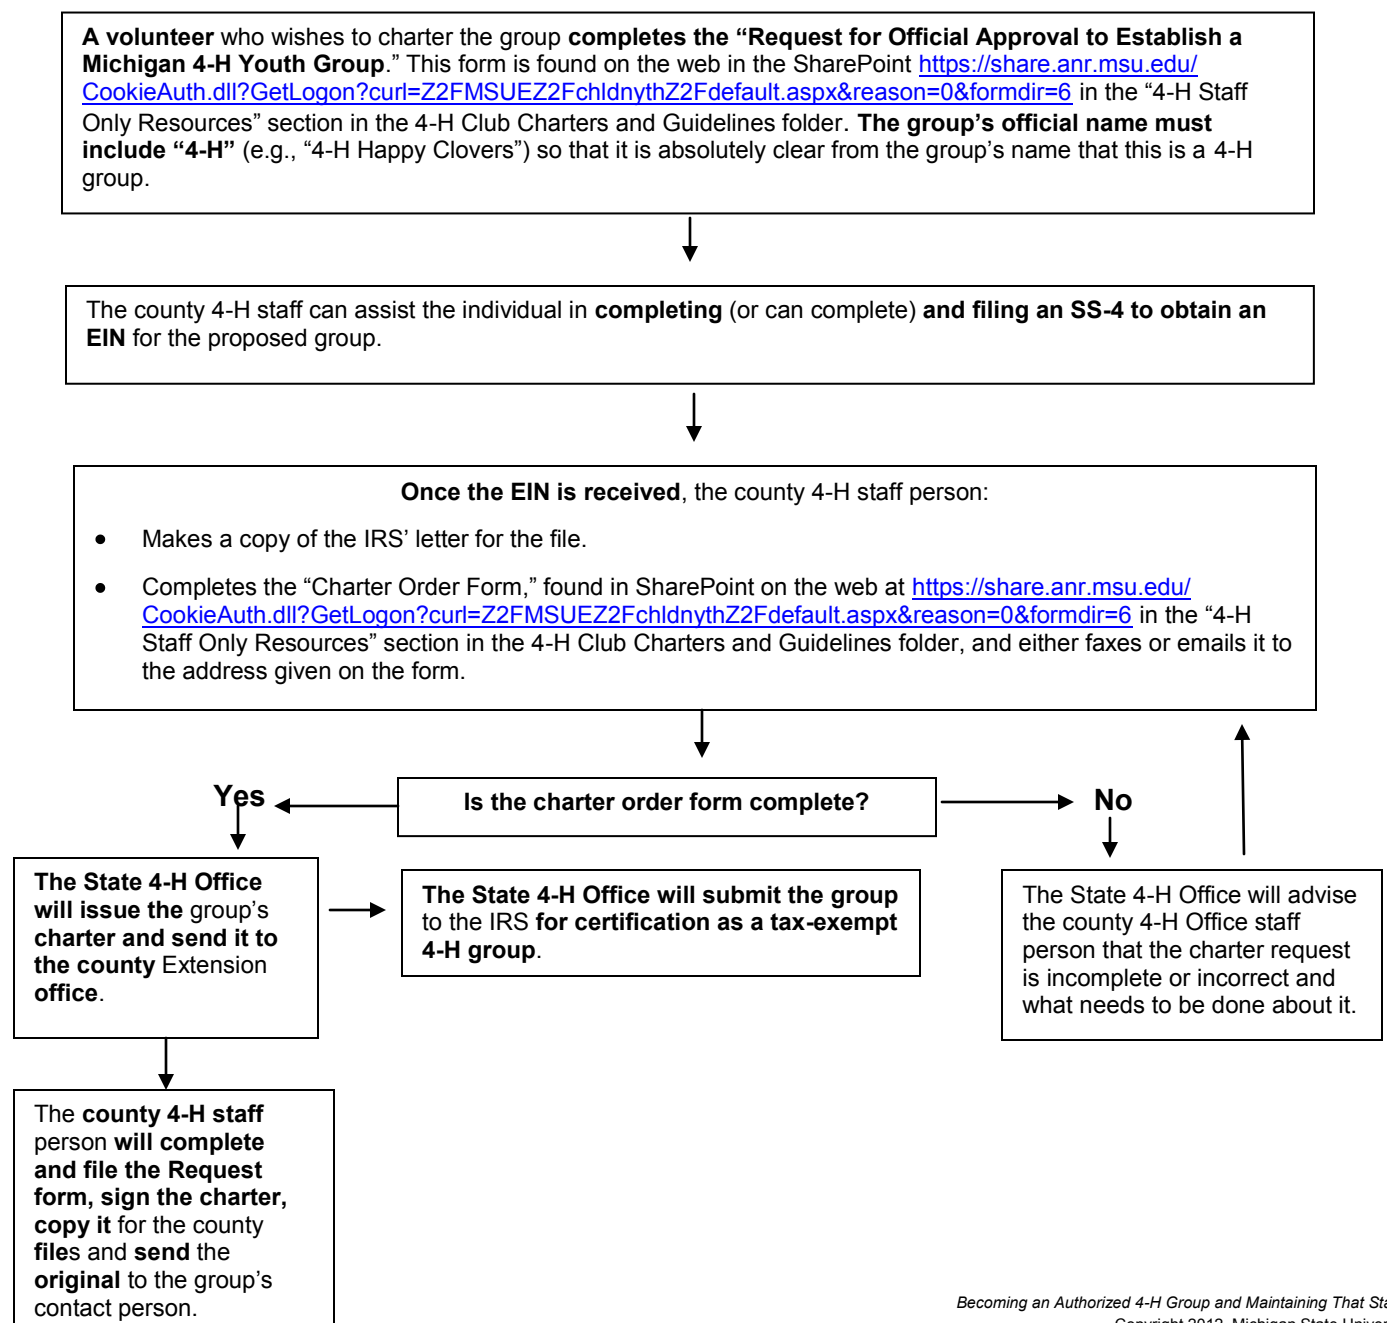 A volunteer who wishes to charter the group completes the “Request for Official Approval to Establish a
Michigan 4-H Youth Group.” This form is found on the web in the SharePoint https://share.anr.msu.edu/
CookieAuth.dll?GetLogon?curl=Z2FMSUEZ2FchldnythZ2Fdefault.aspx&reason=0&formdir=6 in the “4-H Staff
Only Resources” section in the 4-H Club Charters and Guidelines folder. The group’s official name must
include “4-H” (e.g., “4-H Happy Clovers”) so that it is absolutely clear from the group’s name that this is a 4-H
group.
The county 4-H staff can assist the individual in completing (or can complete) and filing an SS-4 to obtain an
EIN for the proposed group.
Once the EIN is received, the county 4-H staff person:
• Makes a copy of the IRS’ letter for the file.
• Completes the “Charter Order Form,” found in SharePoint on the web at https://share.anr.msu.edu/
CookieAuth.dll?GetLogon?curl=Z2FMSUEZ2FchldnythZ2Fdefault.aspx&reason=0&formdir=6 in the “4-H
Staff Only Resources” section in the 4-H Club Charters and Guidelines folder, and either faxes or emails it to
the address given on the form.
Is the charter order form complete?
Yes
No
The State 4-H Office
will issue the group’s
charter and send it to
the county Extension
office.
The State 4-H Office will submit the group
to the IRS for certification as a tax-exempt
4-H group.
The State 4-H Office will advise
the county 4-H Office staff
person that the charter request
is incomplete or incorrect and
what needs to be done about it.
The county 4-H staff
person will complete
and file the Request
form, sign the charter,
copy it for the county
files and send the
original to the group’s
contact person.
Becoming an Authorized 4-H Group and Maintaining That
Copyright 2012, Michigan State